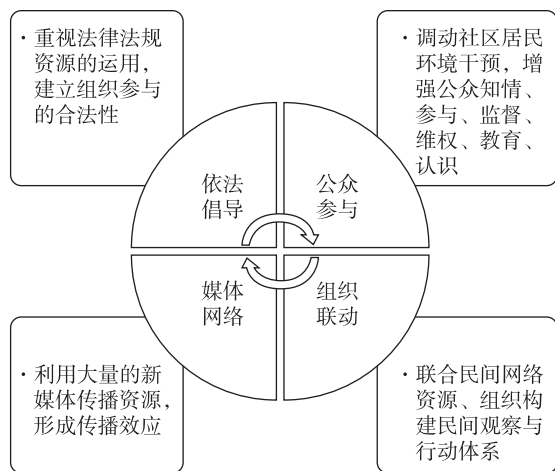 · 重视法律法规
资源的运用，
建立组织参与
的合法性
· 调动社区居民
环境干预，增
强公众知情、
参与、监督、
维权、教育、
认识
依法
倡导
公众
参与
媒体
网络
组织
联动
· 利用大量的新
媒体传播资源，
形成传播效应
· 联合民间网络
资源、组织构
建民间观察与
行动体系